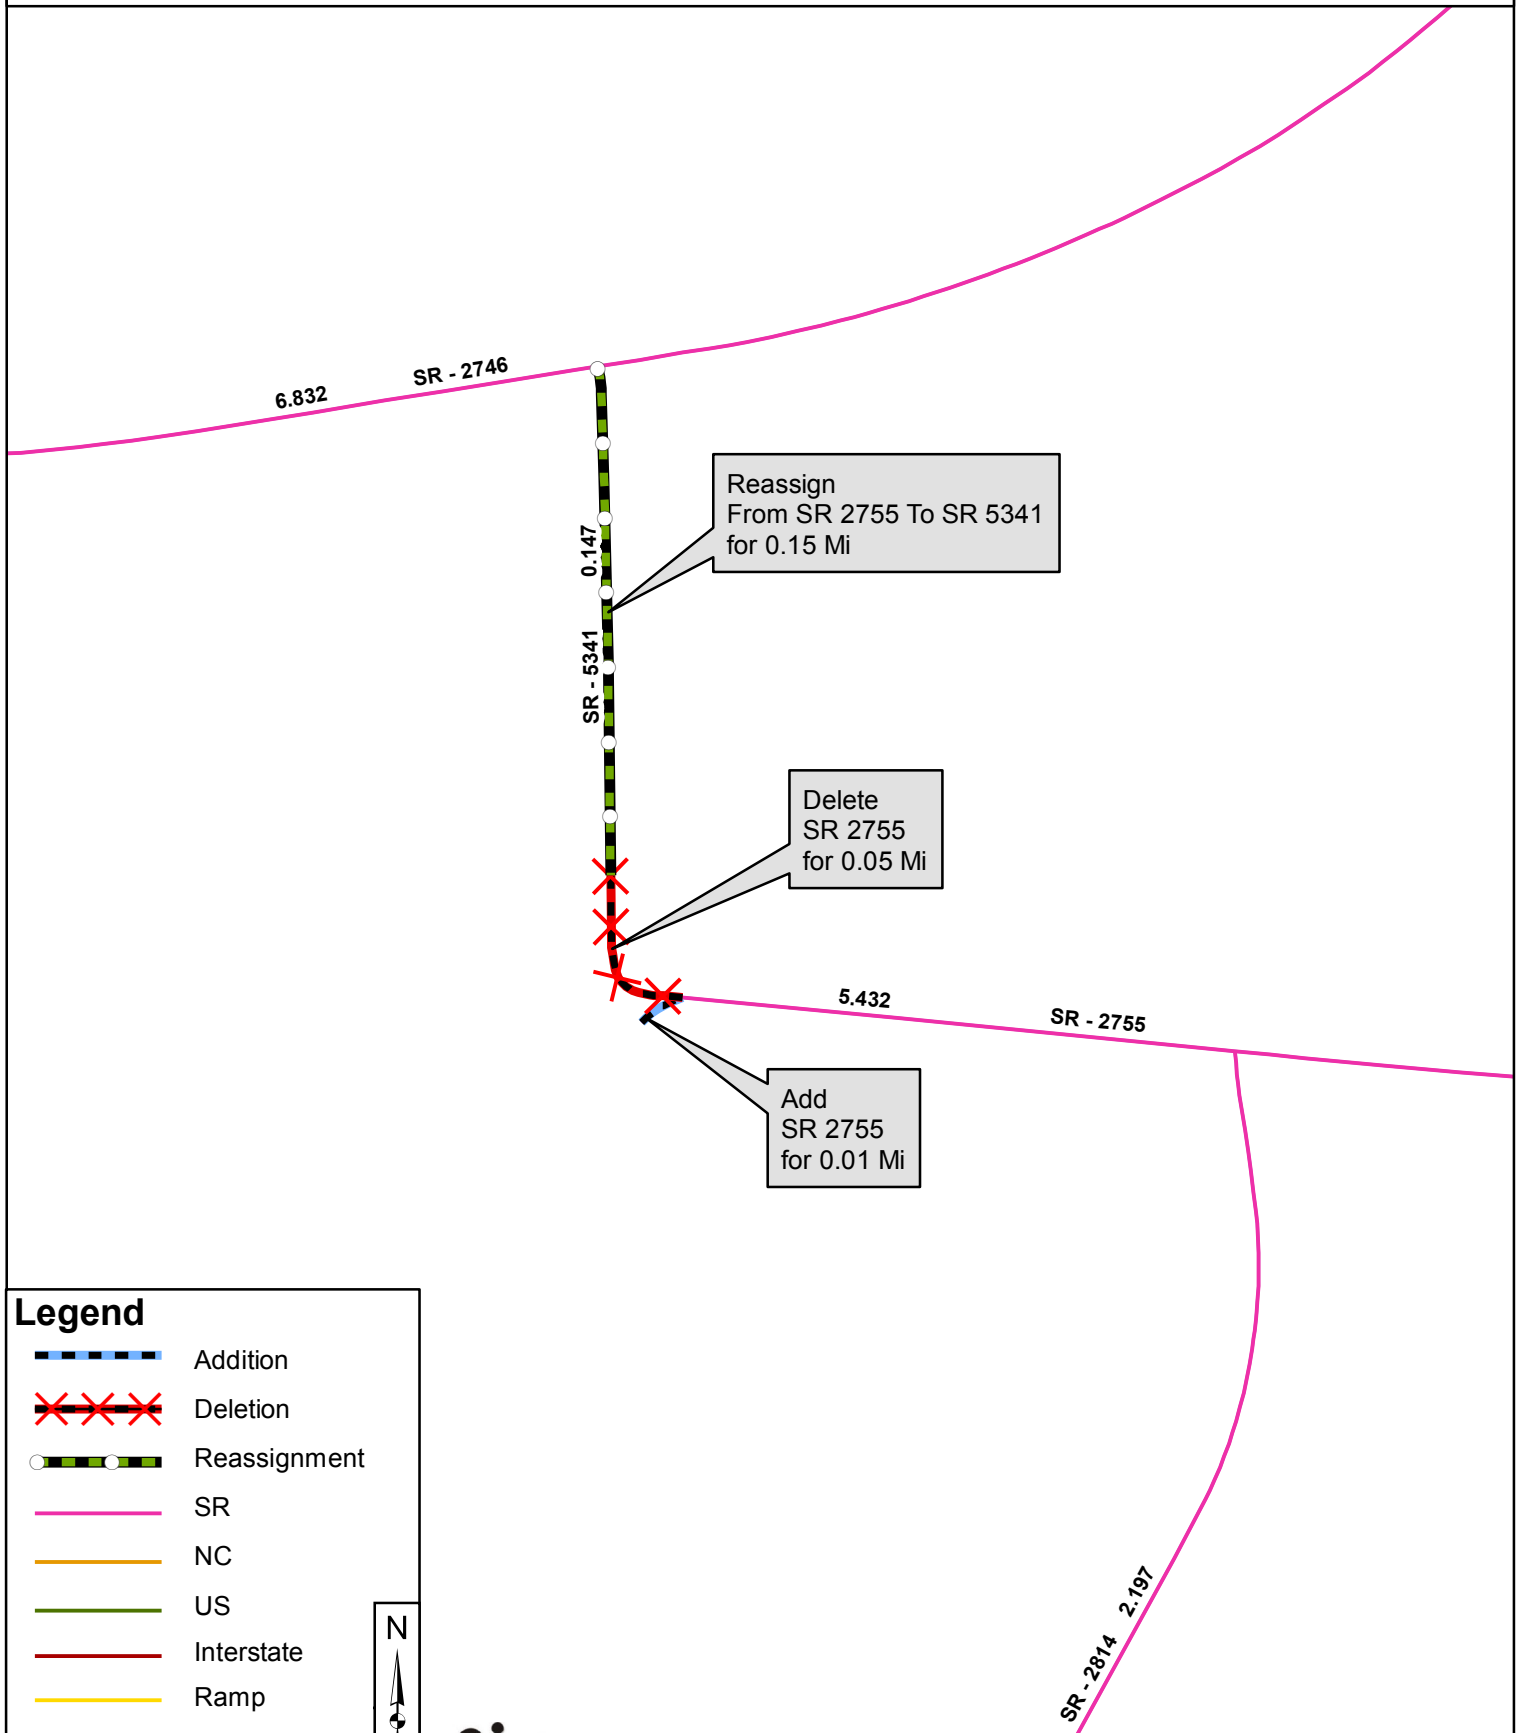 SR - 2746
6.832
Reassign
From SR 2755 To SR 5341
for 0.15 Mi
0.147
SR - 5341
Delete
SR 2755
for 0.05 Mi
5.432
SR - 2755
Add
SR 2755
for 0.01 Mi
Legend
Addition
Deletion
Reassignment
SR
NC
US
Interstate
Ramp
N
2.197
SR - 2814